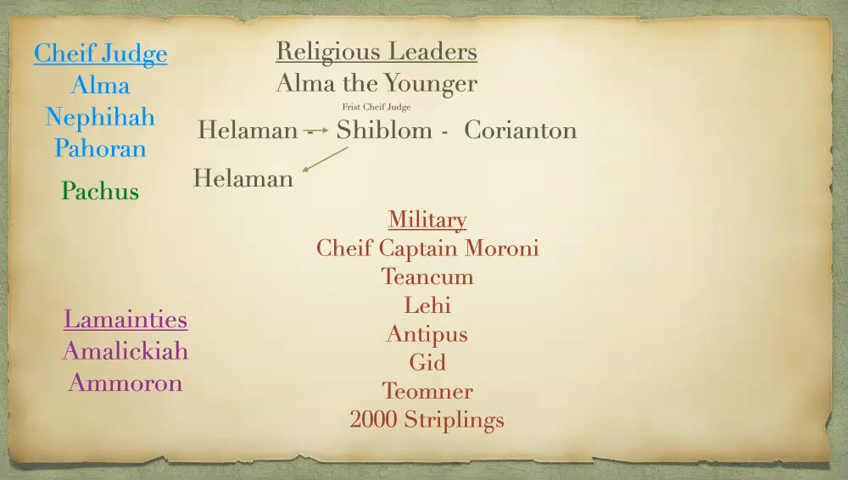 Cheif Judge
Alma
Nephihah
Pahoran
Pachus
Religious Leaders
Alma the Younger
Frist Cheif Judge
Helaman - Shiblom - Corianton
Helaman
Military
Cheif Captain Moroni
Teancum
Lehi
Antipus
Gid
Teomner
2000 Striplings
Lamainties
Amalickiah
Ammoron